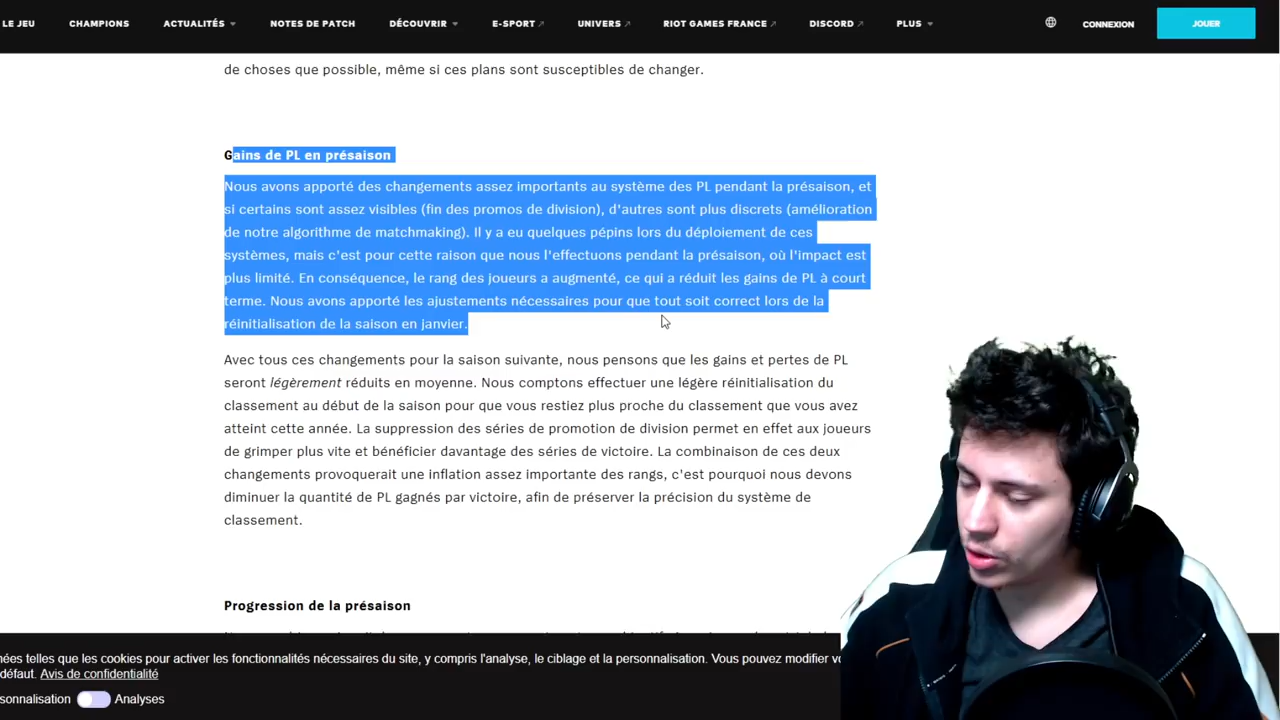 LE JEU CHAMPIONS ACTUALITÉS NOTES DE PATCH DÉCOUVRIR E-SPORT UNIVERS RIOT GAMES FRANCE DISCORD PLUS CONNEXION JOUER
de choses que possible, même si ces plans sont susceptibles de changer.
Gains de PL en présaison
Nous avons apporté des changements assez importants au système des PL pendant la présaison, et
si certains sont assez visibles (fin des promos de division), d'autres sont plus discrets (amélioration
de notre algorithme de matchmaking). Il y a eu quelques pépins lors du déploiement de ces
systèmes, mais c'est pour cette raison que nous l'effectuons pendant la présaison, où l'impact est
plus limité. En conséquence, le rang des joueurs a augmenté, ce qui a réduit les gains de PL à court
terme. Nous avons apporté les ajustements nécessaires pour que tout soit correct lors de la
réinitialisation de la saison en janvier.
Avec tous ces changements pour la saison suivante, nous pensons que les gains et pertes de PL
seront légèrement réduits en moyenne. Nous comptons effectuer une légère réinitialisation du
classement au début de la saison pour que vous restiez plus proche du classement que vous avez
atteint cette année. La suppression des séries de promotion de division permet en effet aux joueurs
de grimper plus vite et bénéficier davantage des séries de victoire. La combinaison de ces deux
changements provoquerait une inflation assez importante des rangs, c'est pourquoi nous devons
diminuer la quantité de PL gagnés par victoire, afin de préserver la précision du système de
classement.
Progression de la présaison
nées telles que les cookies pour activer les fonctionnalités nécessaires du site, y compris l'analyse, le ciblage et la personnalisation. Vous pouvez modifier
défaut. Avis de confidentialité
sonnalisation Analyses